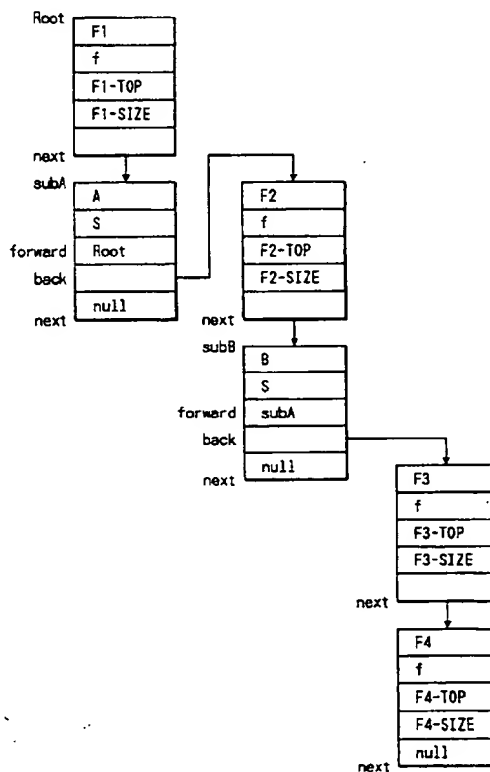 Root
F1
f
F1-TOP
F1-SIZE
next
subA
A
S
forward Root
back
null
next
F2
f
F2-TOP
F2-SIZE
next
subB
B
S
forward subA
back
null
next
F3
f
F3-TOP
F3-SIZE
next
F4
f
F4-TOP
F4-SIZE
null
next